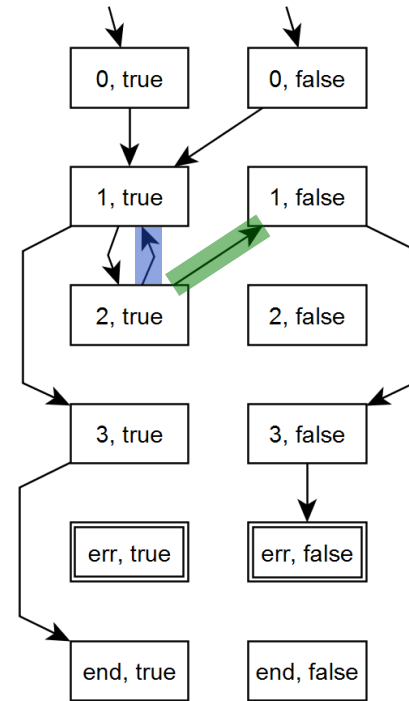 0, true
0, false
1, true
1, false
2, true
2, false
3, true
3, false
err, true
err, false
end, true
end, false